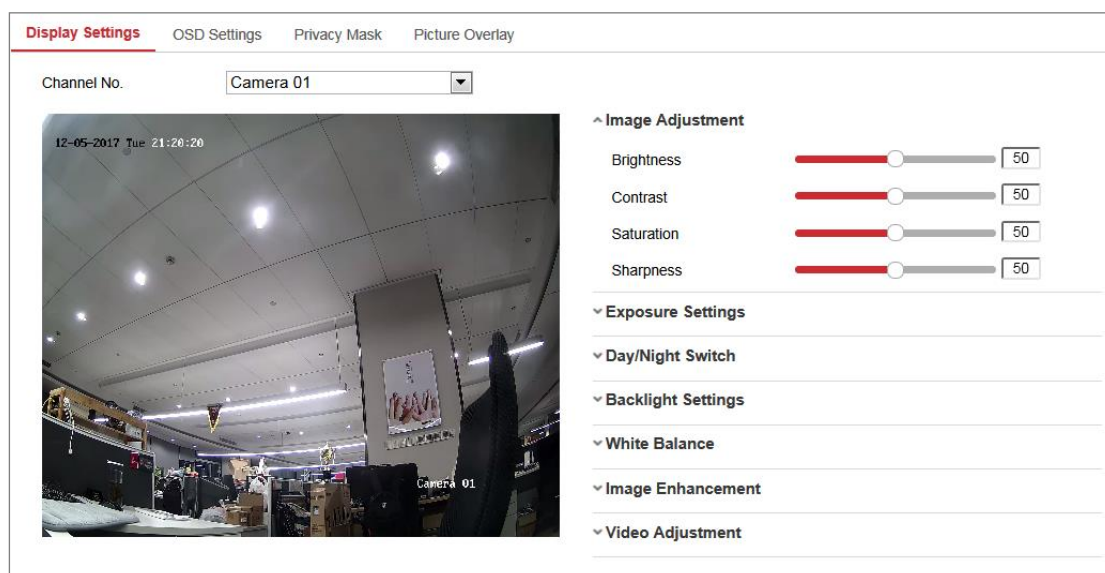 Display Settings OSD Settings Privacy Mask Picture Overlay
Channel No. Camera 01
12-05-2017 Tue 21:20:20
Camera 01
Image Adjustment
Brightness 50
Contrast 50
Saturation 50
Sharpness 50
Exposure Settings
Day/Night Switch
Backlight Settings
White Balance
Image Enhancement
Video Adjustment